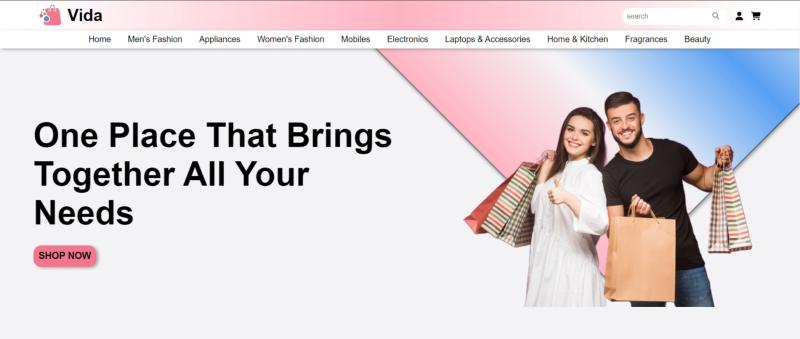 Vida
search
Home Men's Fashion Appliances Women's Fashion Mobiles Electronics Laptops & Accessories Home & Kitchen Fragrances Beauty
One Place That Brings
Together All Your
Needs
SHOP NOW